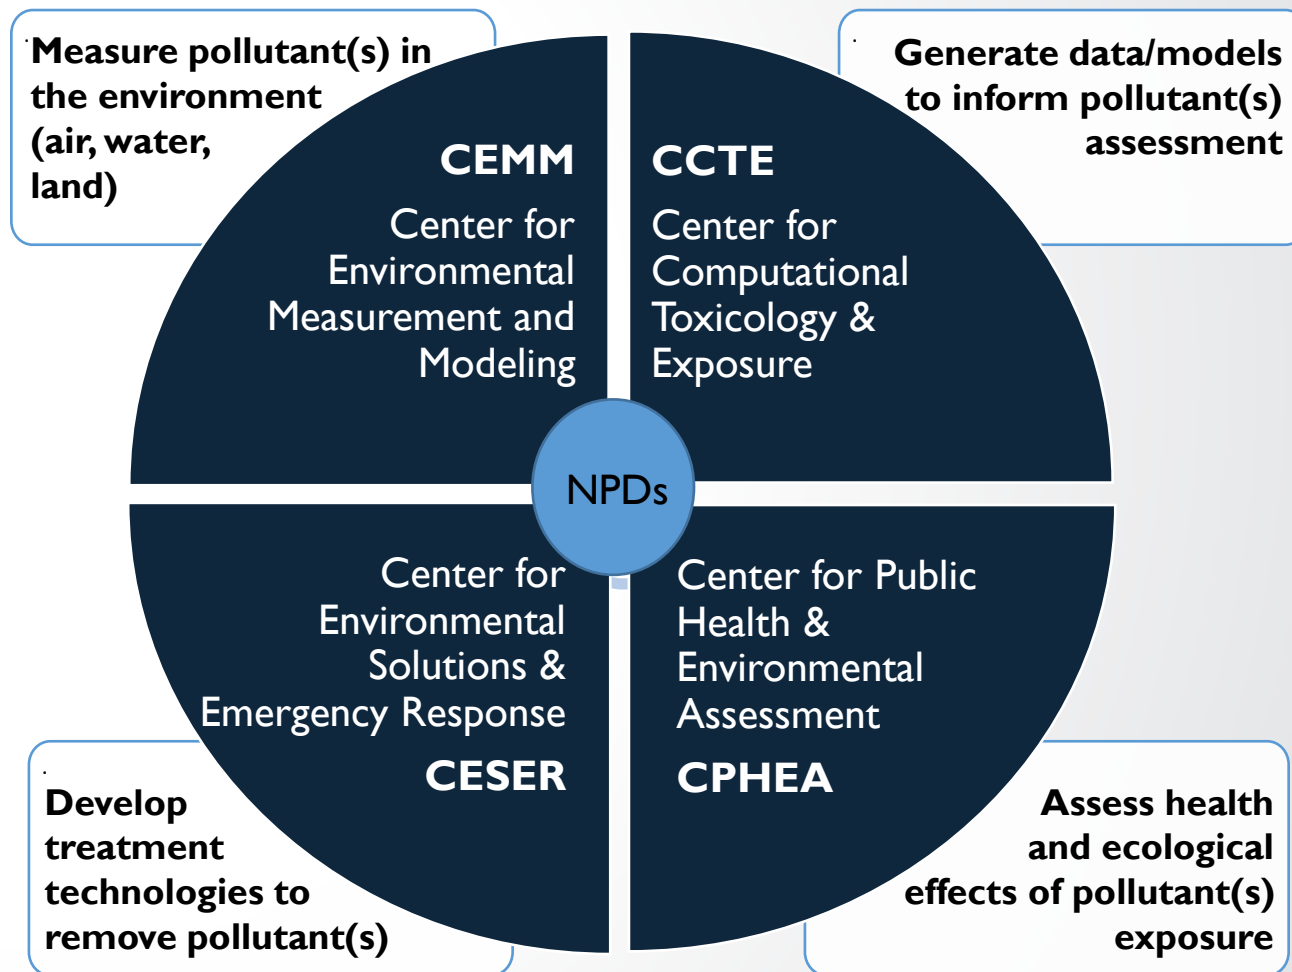 Measure pollutant(s) in
the environment
(air, water,
land)
Generate data/models
to inform pollutant(s)
assessment
CEMM
Center for
Environmental
Measurement and
Modeling
CCTE
Center for
Computational
Toxicology &
Exposure
NPDs
Center for
Environmental
Solutions &
Emergency Response
CESER
Center for Public
Health &
Environmental
Assessment
CPHEA
Develop
treatment
technologies to
remove pollutant(s)
Assess health
and ecological
effects of pollutant(s)
exposure